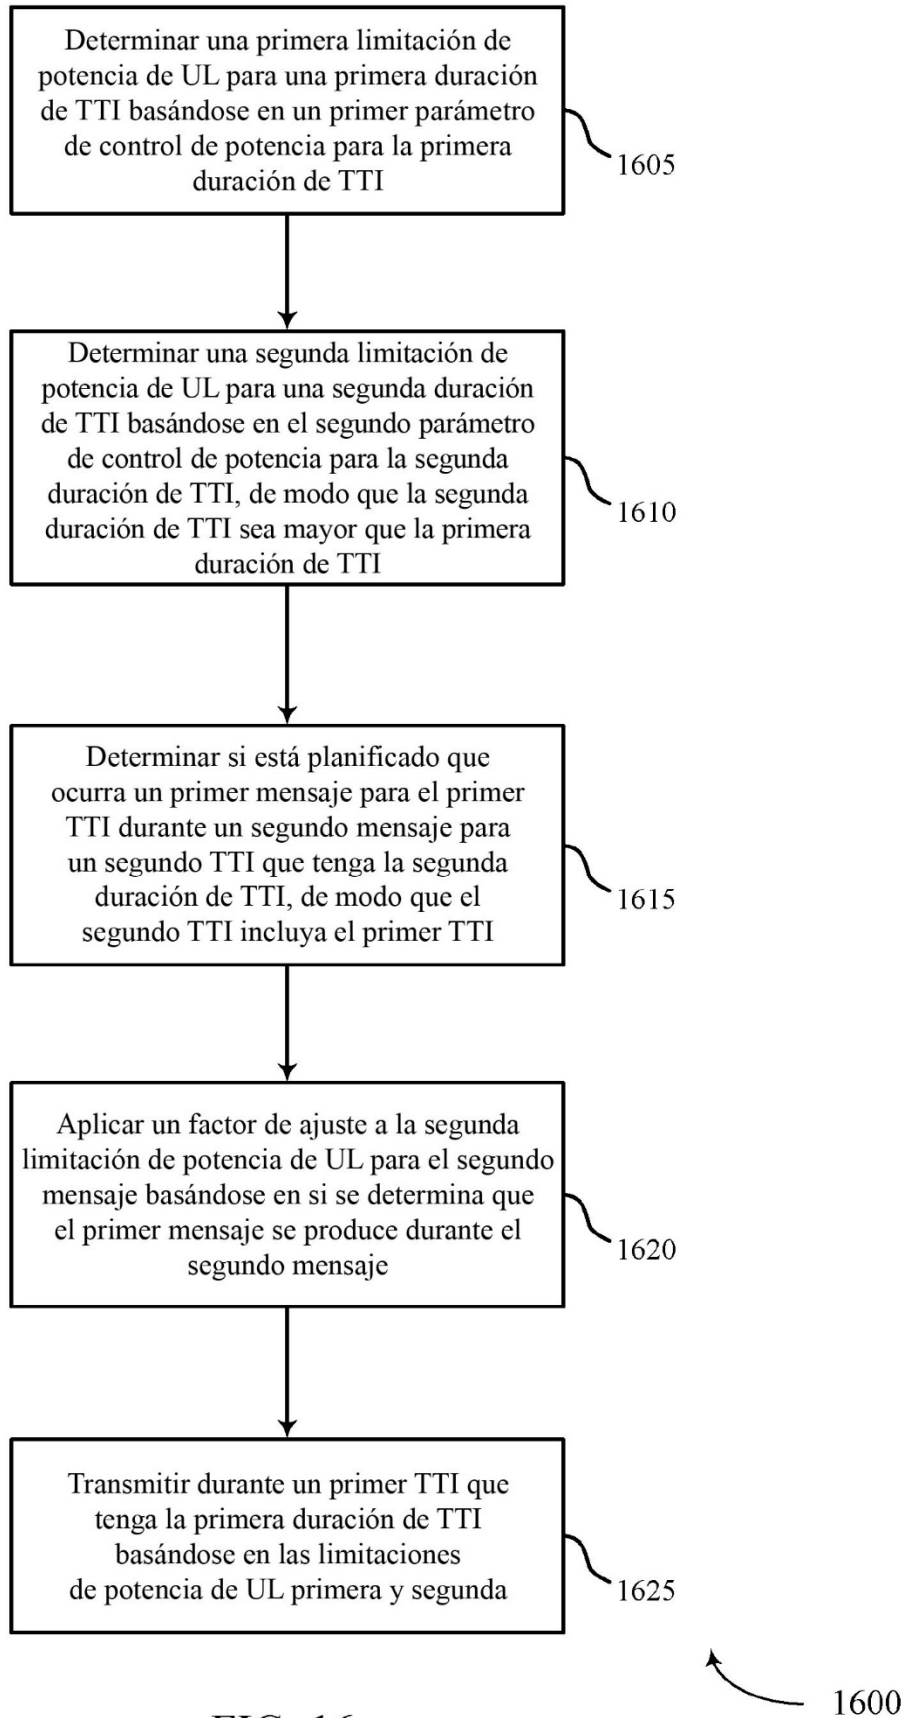 Determinar una primera limitación de
potencia de UL para una primera duración
de TTI basándose en un primer parámetro
de control de potencia para la primera
duración de TTI
1605
Determinar una segunda limitación de
potencia de UL para una segunda duración
de TTI basándose en el segundo parámetro
de control de potencia para la segunda
duración de TTI, de modo que la segunda
duración de TTI sea mayor que la primera
duración de TTI
1610
Determinar si está planificado que
ocurra un primer mensaje para el primer
TTI durante un segundo mensaje para
un segundo TTI que tenga la segunda
duración de TTI, de modo que el
segundo TTI incluya el primer TTI
1615
Aplicar un factor de ajuste a la segunda
limitación de potencia de UL para el segundo
mensaje basándose en si se determina que
el primer mensaje se produce durante el
segundo mensaje
1620
Transmitir durante un primer TTI que
tenga la primera duración de TTI
basándose en las limitaciones
de potencia de UL primera y segunda
1625
1600
FIG. 16